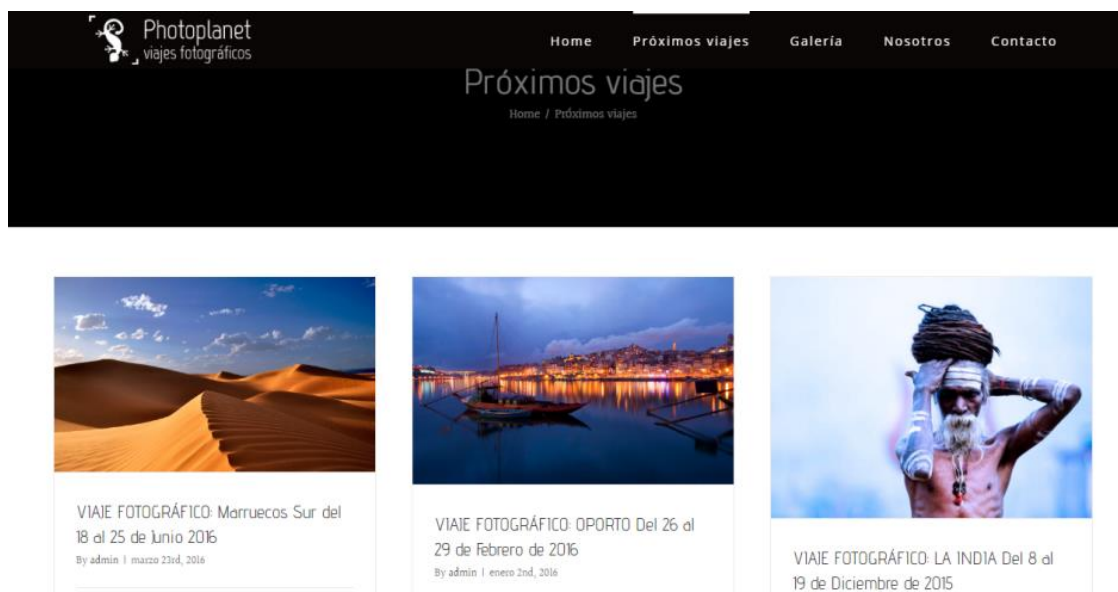 Photoplanet
viajes fotográficos
Home Próximos viajes Galería Nosotros Contacto
Próximos viajes
Home / Próximos viajes
VIAJE FOTOGRÁFICO: Marruecos Sur del
18 al 25 de Junio 2016
By admin | marzo 23rd, 2016
VIAJE FOTOGRÁFICO: OPORTO Del 26 al
29 de Febrero de 2016
By admin | enero 2nd, 2016
VIAJE FOTOGRÁFICO: LA INDIA Del 8 al
19 de Diciembre de 2015